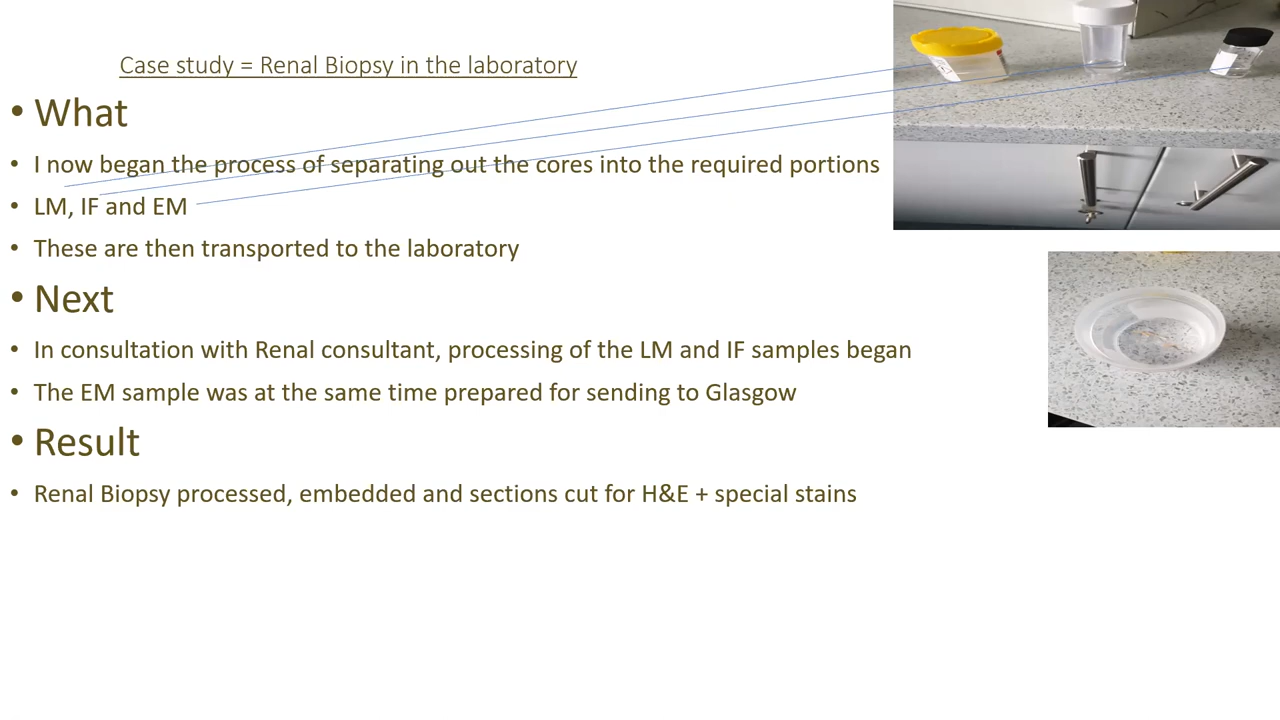 Case study = Renal Biopsy in the laboratory
• What
• I now began the process of separating out the cores into the required portions
• LM, IF and EM
• These are then transported to the laboratory
• Next
• In consultation with Renal consultant, processing of the LM and IF samples began
• The EM sample was at the same time prepared for sending to Glasgow
• Result
• Renal Biopsy processed, embedded and sections cut for H&E + special stains